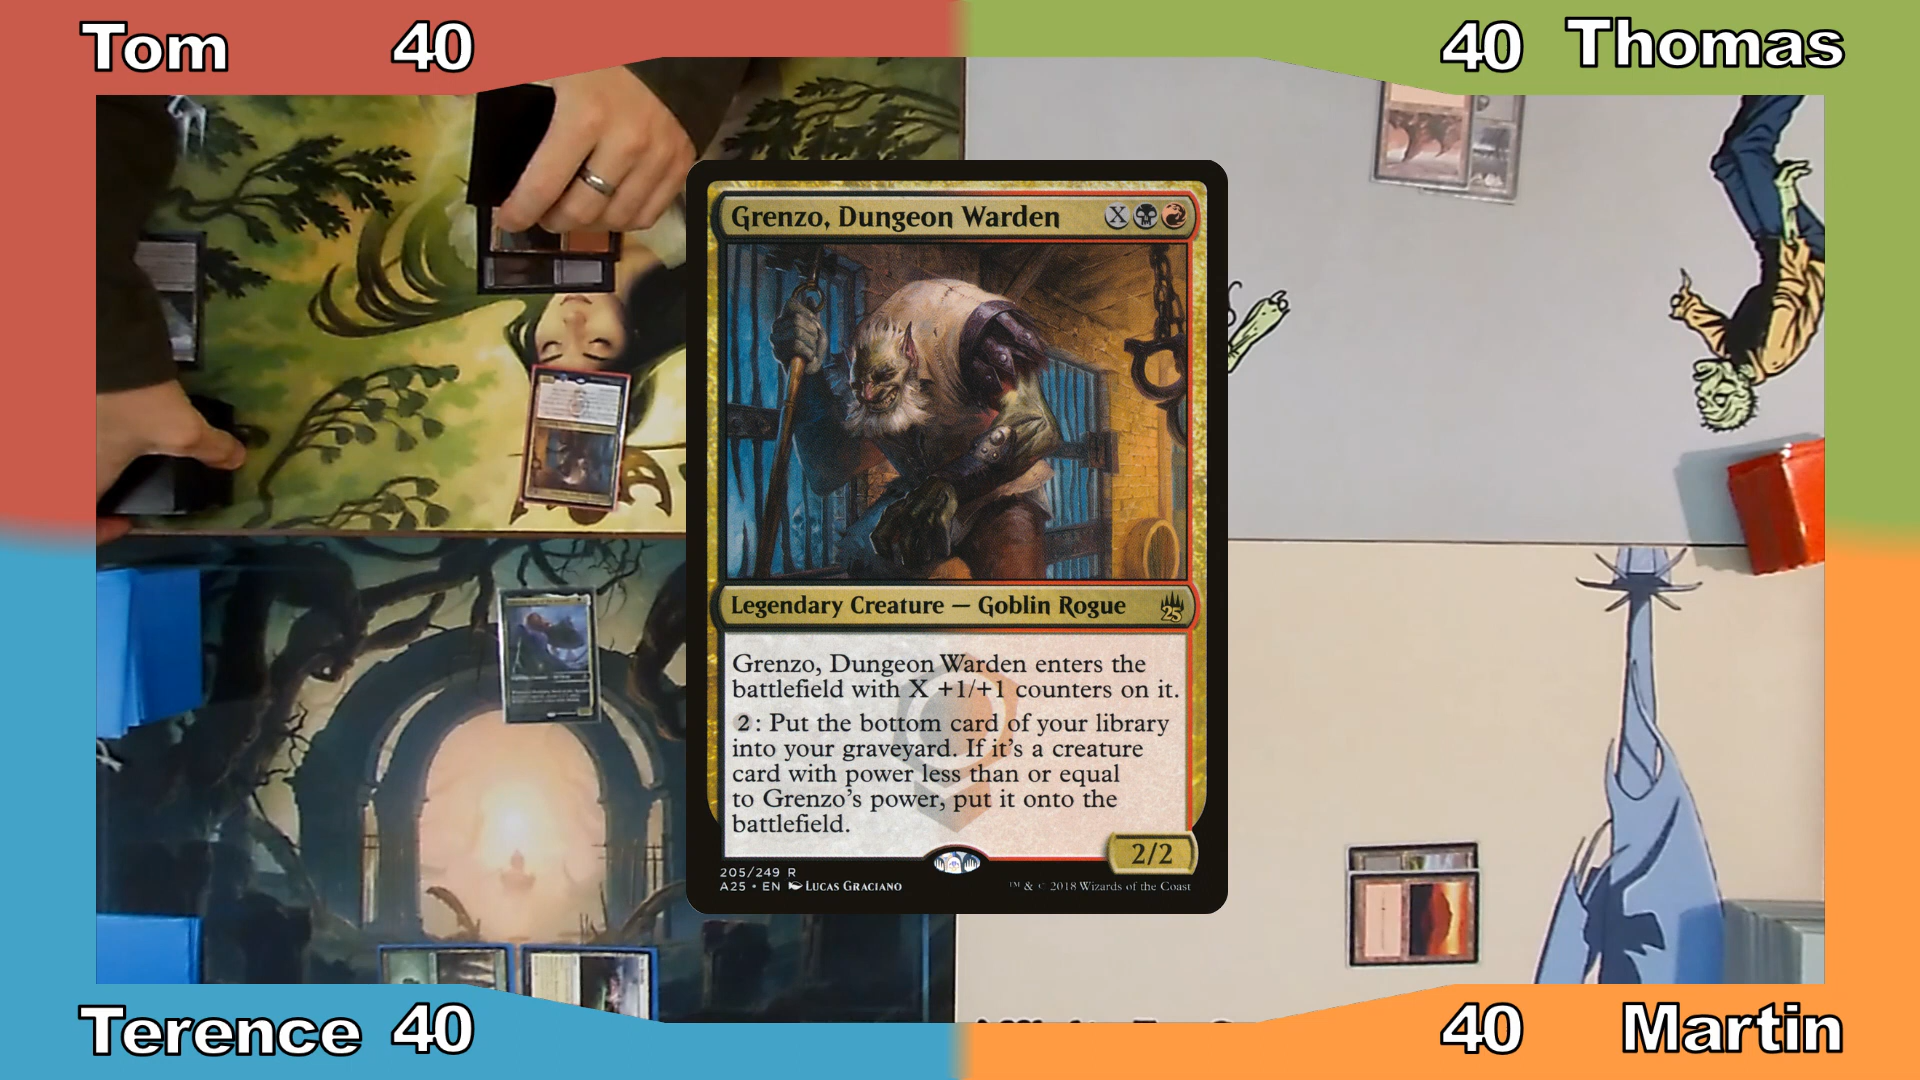 Tom 40
40 Thomas
Grenzo, Dungeon Warden X
Legendary Creature — Goblin Rogue
25
Grenzo, Dungeon Warden enters the
battlefield with X +1/+1 counters on it.
2: Put the bottom card of your library
into your graveyard. If it's a creature
card with power less than or equal
to Grenzo's power, put it onto the
battlefield.
2/2
205/249 R
A25 • EN Lucas Graciano
™ & © 2018 Wizards of the Coast
Terence 40
40 Martin